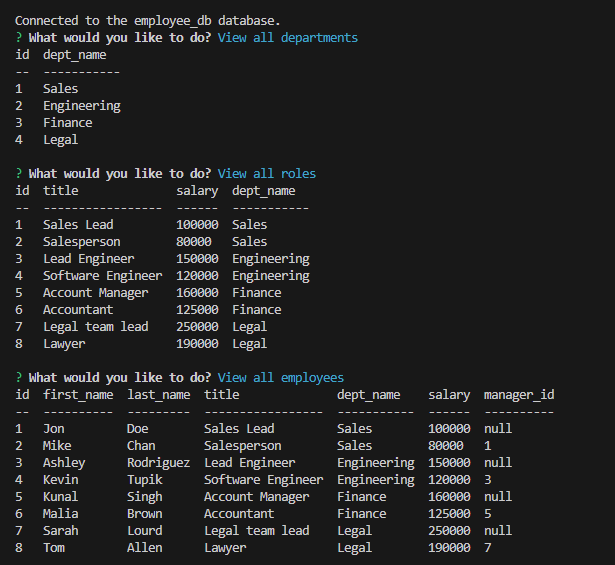 Connected to the employee_db database.
? What would you like to do? View all departments
id  dept_name
--  -----------
1   Sales
2   Engineering
3   Finance
4   Legal
? What would you like to do? View all roles
id  title              salary  dept_name
--  -----------------  ------  -----------
1   Sales Lead         100000  Sales
2   Salesperson        80000   Sales
3   Lead Engineer      150000  Engineering
4   Software Engineer  120000  Engineering
5   Account Manager    160000  Finance
6   Accountant         125000  Finance
7   Legal team lead    250000  Legal
8   Lawyer             190000  Legal
? What would you like to do? View all employees
id  first_name  last_name  title              dept_name    salary  manager_id
--  ----------  ---------  -----------------  -----------  ------  ----------
1   Jon         Doe        Sales Lead         Sales        100000  null
2   Mike        Chan       Salesperson        Sales        80000   1
3   Ashley      Rodriguez  Lead Engineer      Engineering  150000  null
4   Kevin       Tupik      Software Engineer  Engineering  120000  3
5   Kunal       Singh      Account Manager    Finance      160000  null
6   Malia       Brown      Accountant         Finance      125000  5
7   Sarah       Lourd      Legal team lead    Legal        250000  null
8   Tom         Allen      Lawyer             Legal        190000  7